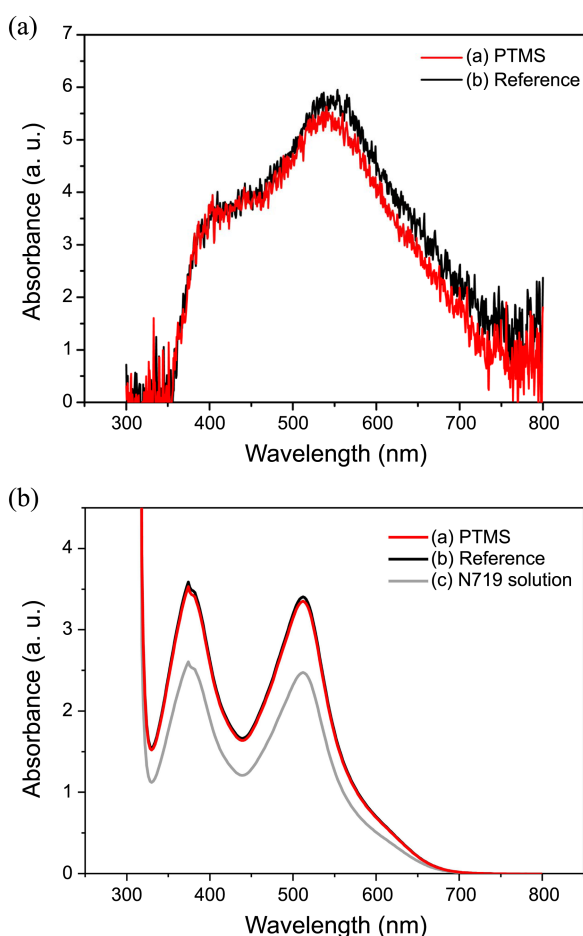 (a)
7
6
5
4
3
2
1
0
Absorbance (a. u.)
(a) PTMS
(b) Reference
300 400 500 600 700 800
Wavelength (nm)
(b)
4
3
2
1
0
Absorbance (a. u.)
(a) PTMS
(b) Reference
(c) N719 solution
300 400 500 600 700 800
Wavelength (nm)